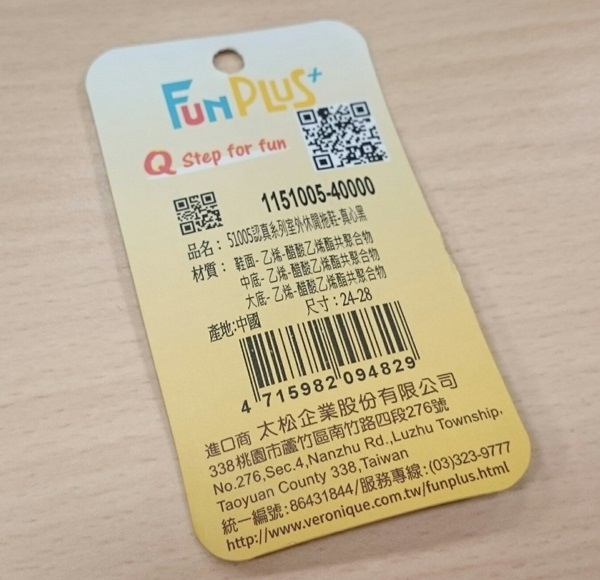 FunPLUS+
Q Step for fun
1151005-40000
品名：51005認真系列室外休閒拖鞋-真心黑
材質：鞋面-乙烯-醋酸乙烯酯共聚合物
中底-乙烯-醋酸乙烯酯共聚合物
大底-乙烯-醋酸乙烯酯共聚合物
產地:中國 尺寸：24-28
4 715982 094829
進口商 太松企業股份有限公司
338桃園市蘆竹區南竹路四段276號
No.276,Sec.4,Nanzhu Rd.,Luzhu Township,
Taoyuan County 338,Taiwan
統一編號:86431844/服務專線:(03)323-9777
http://www.veronique.com.tw/funplus.html